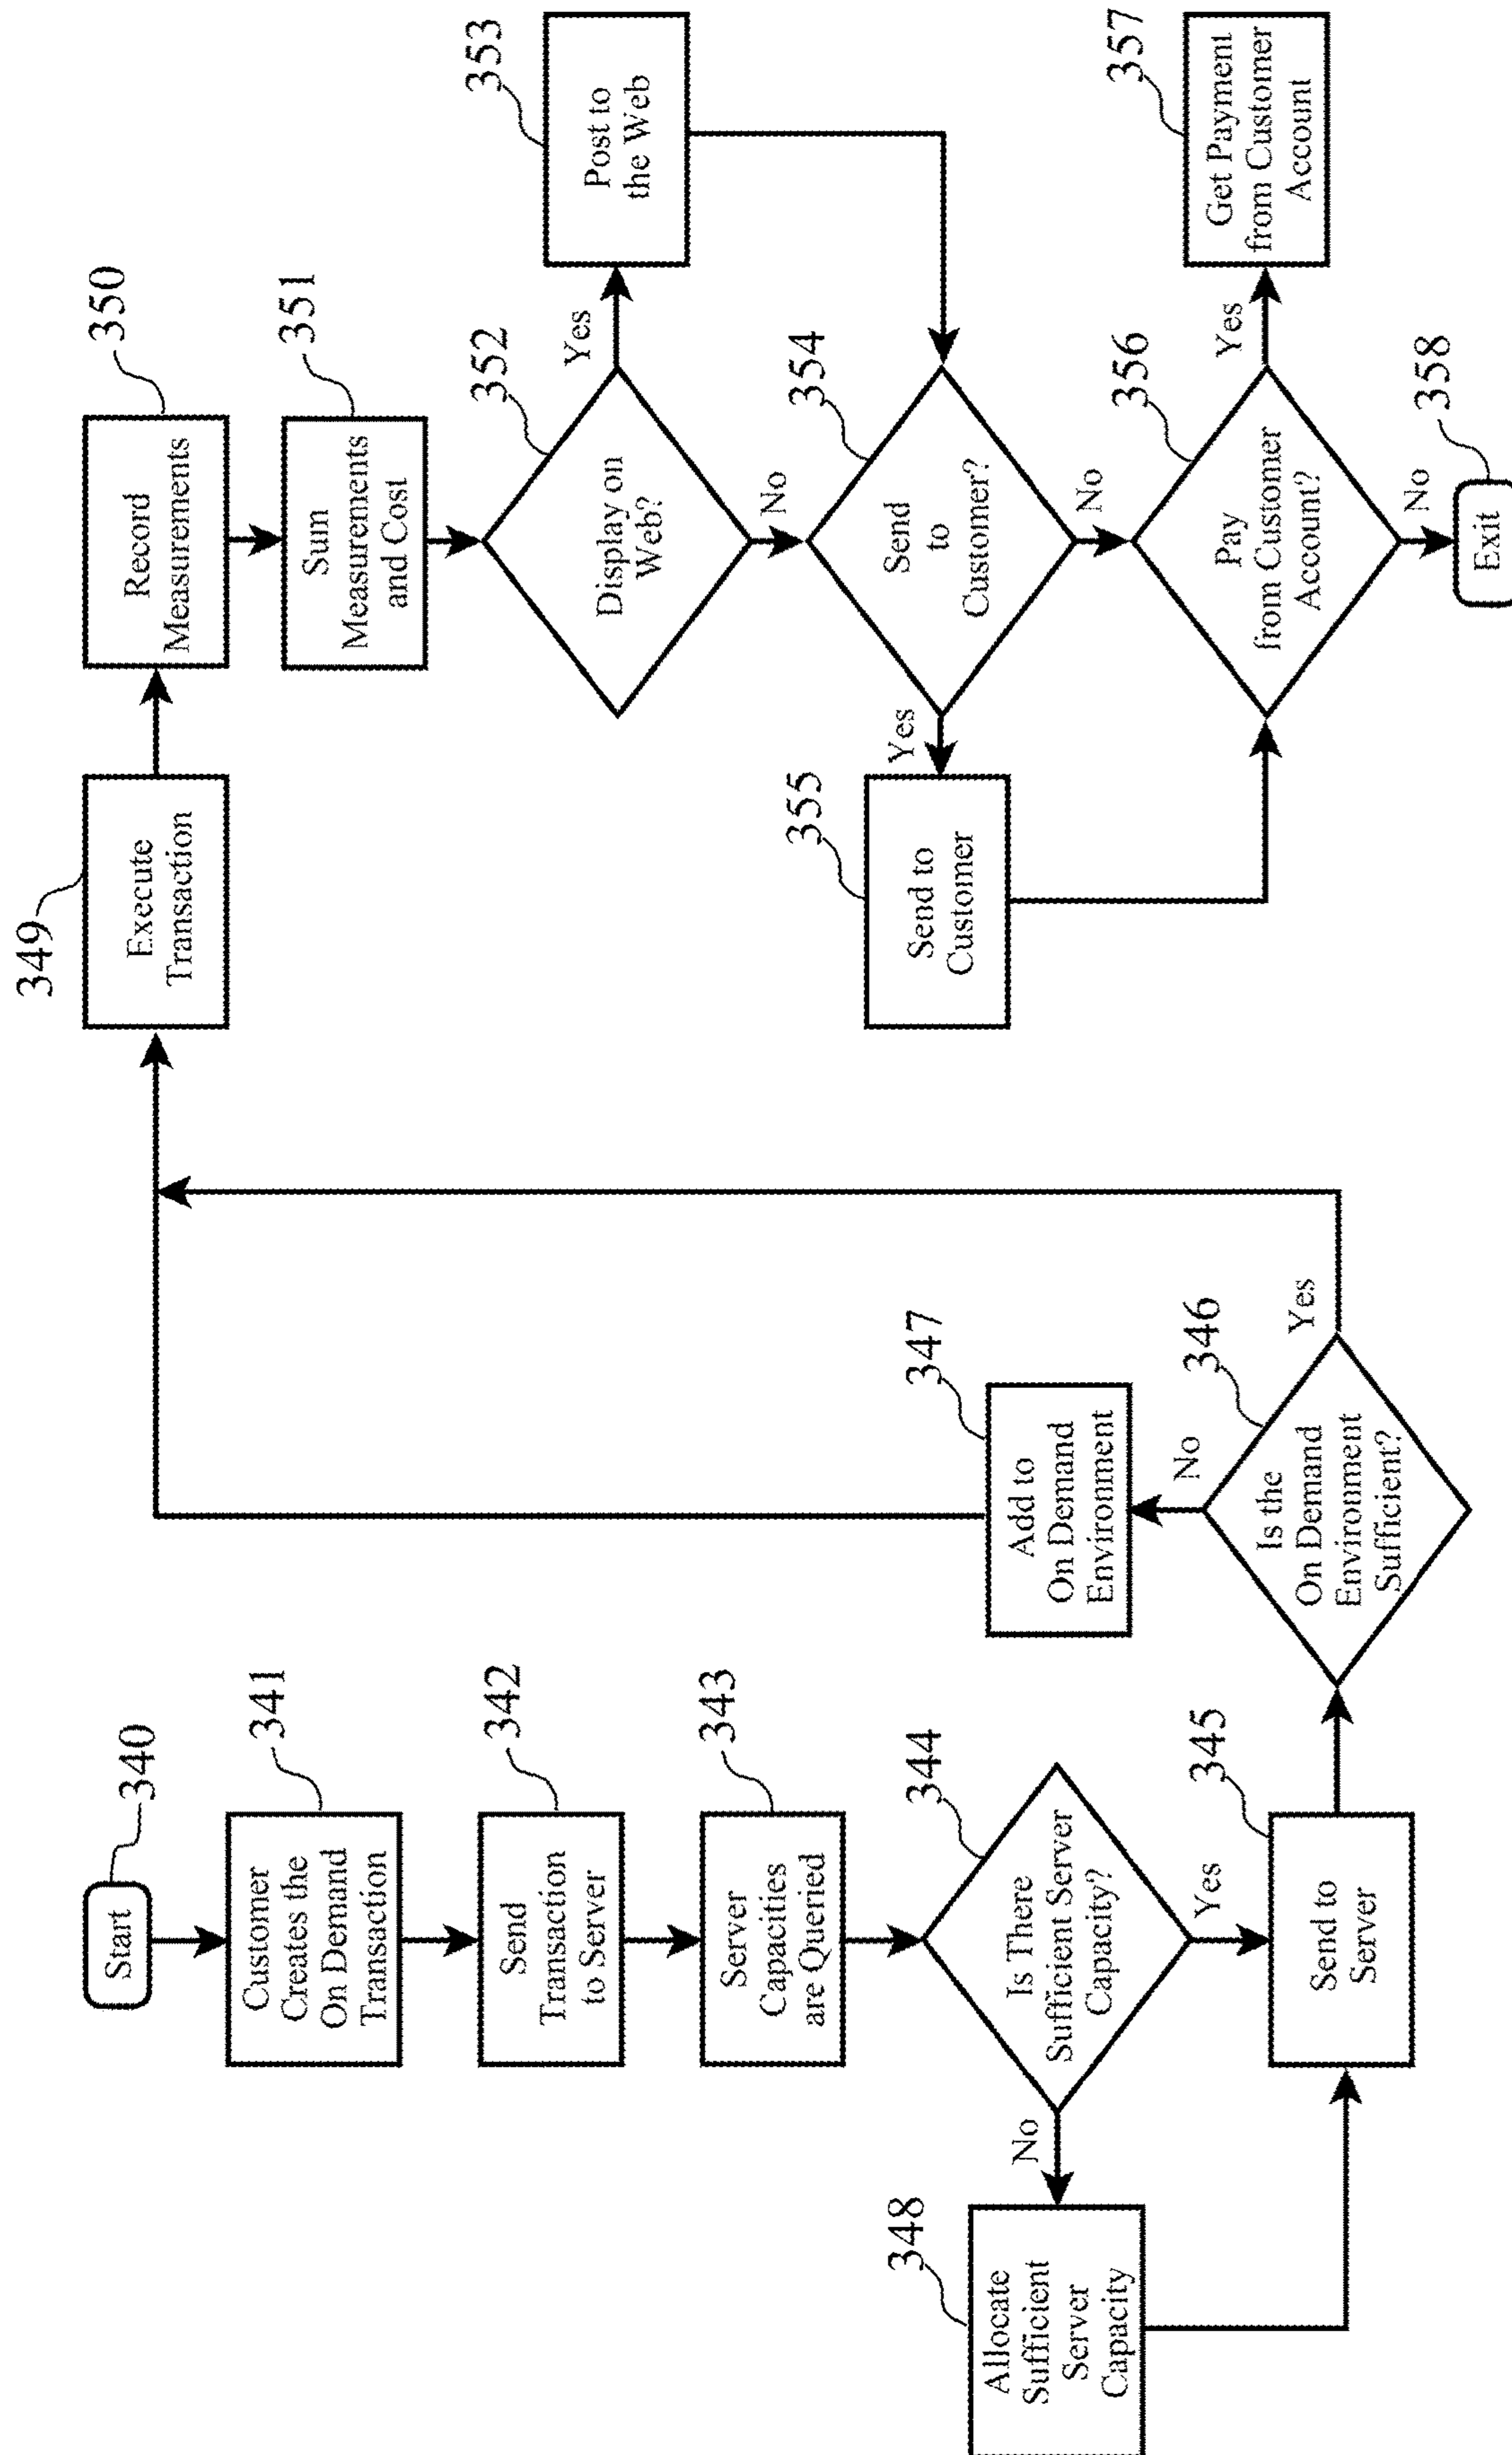 Start
340
Customer
Creates the
On Demand
Transaction
341
Send
Transaction
to Server
342
Server
Capacities
are Queried
343
Is There
Sufficient Server
Capacity?
344
No
Yes
Allocate
Sufficient
Server
Capacity
348
Send to
Server
345
Is the
On Demand
Environment
Sufficient?
346
No
Yes
Add to
On Demand
Environment
347
Execute
Transaction
349
Record
Measurements
350
Sum
Measurements
and Cost
351
Display on
Web?
352
Yes
No
Post to
the Web
353
Send
to
Customer?
354
Yes
No
Send to
Customer
355
Pay
from Customer
Account?
356
Yes
No
Get Payment
from Customer
Account
357
Exit
358